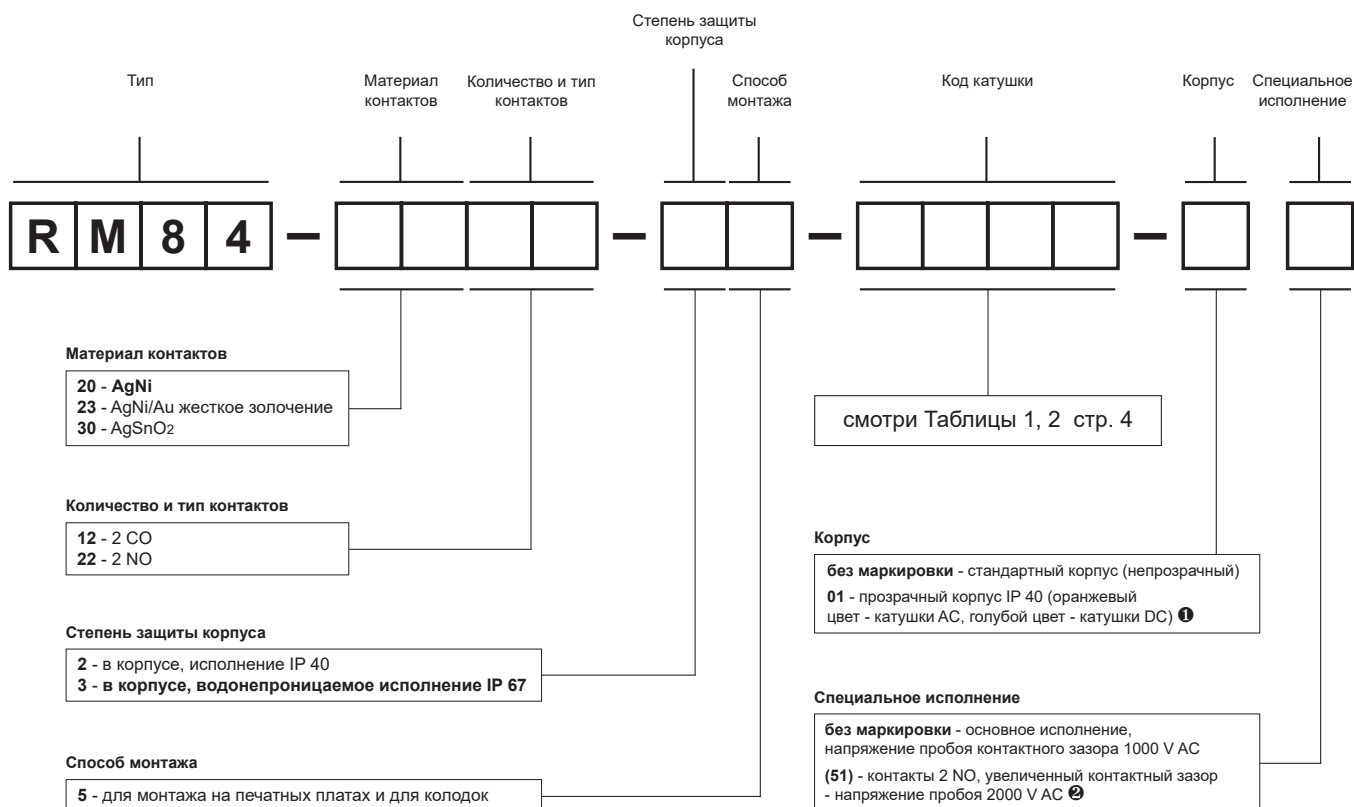 Степень защиты
корпуса
Тип
Материал
контактов
Количество и тип
контактов
Способ
монтажа
Код катушки
Корпус
Специальное
исполнение
R M 8 4 – – – –
Материал контактов
20 - AgNi
23 - AgNi/Au жесткое золочение
30 - AgSnO2
смотри Таблицы 1, 2 стр. 4
Количество и тип контактов
12 - 2 CO
22 - 2 NO
Корпус
без маркировки - стандартный корпус (непрозрачный)
01 - прозрачный корпус IP 40 (оранжевый
цвет - катушки AC, голубой цвет - катушки DC) ❶
Степень защиты корпуса
2 - в корпусе, исполнение IP 40
3 - в корпусе, водонепроницаемое исполнение IP 67
Специальное исполнение
без маркировки - основное исполнение,
напряжение пробоя контактного зазора 1000 V AC
(51) - контакты 2 NO, увеличенный контактный зазор
- напряжение пробоя 2000 V AC ❷
Способ монтажа
5 - для монтажа на печатных платах и для колодок